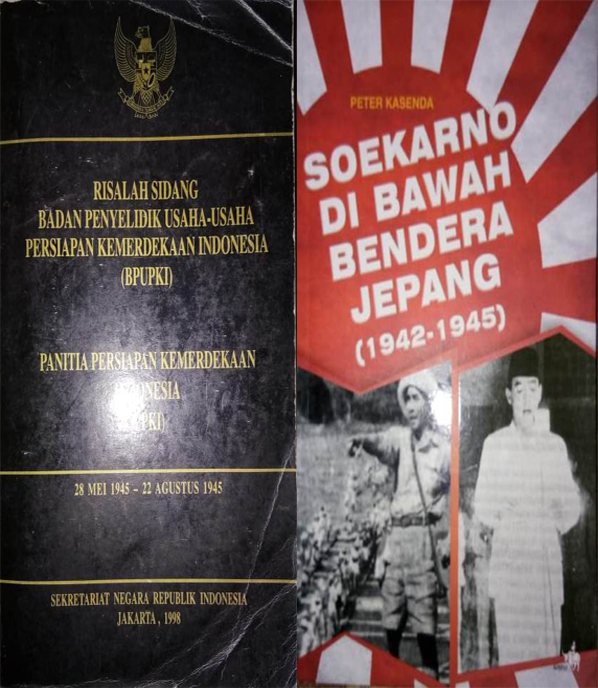 RISALAH SIDANG
BADAN PENYELIDIK USAHA-USAHA
PERSIAPAN KEMERDEKAAN INDONESIA
(BPUPKI)
PANITIA PERSIAPAN KEMERDEKAAN
28 MEI 1945 – 22 AGUSTUS 1945
SEKRETARIAT NEGARA REPUBLIK INDONESIA
JAKARTA, 1998
PETER KASENDA
SOEKARNO
DI BAWAH
BENDERA
JEPANG
(1942-1945)